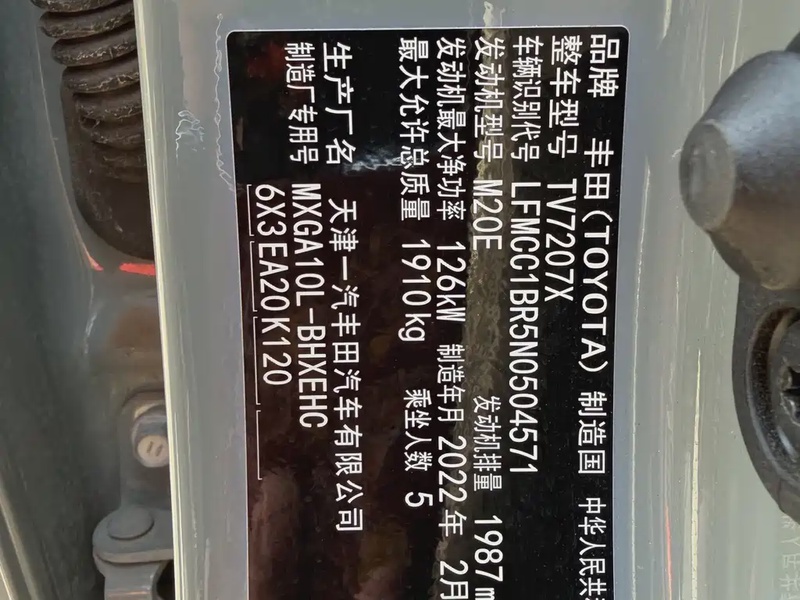 品牌 丰田(TOYOTA) 制造国 中华人民共
整车型号 TV7207X
车辆识别代号 LFMCC1BR5N0504571
发动机型号 M20E 发动机排量 1987m
发动机最大净功率 126kW 制造年月 2022年 2月
最大允许总质量 1910kg 乘坐人数 5
生产厂名 天津一汽丰田汽车有限公司
制造厂专用号 MXGA10L-BHXEHC
6X3EA20K120